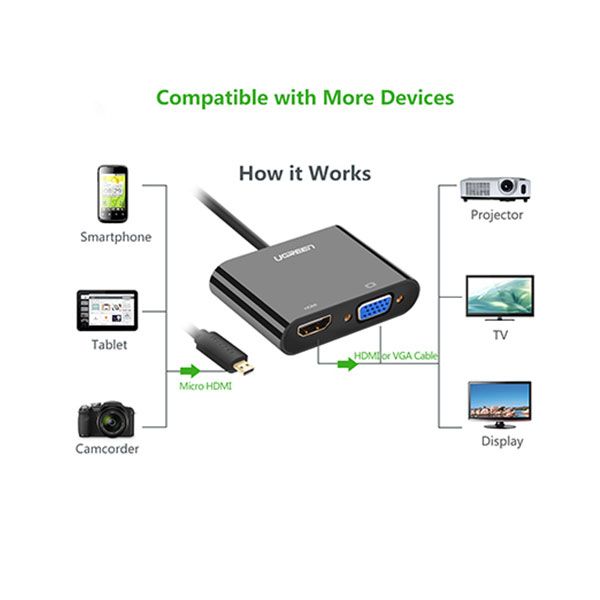 Compatible with More Devices
How it Works
Smartphone
Tablet
Camcorder
UGREEN
HDMI
Micro HDMI
HDMI or VGA Cable
Projector
TV
Display